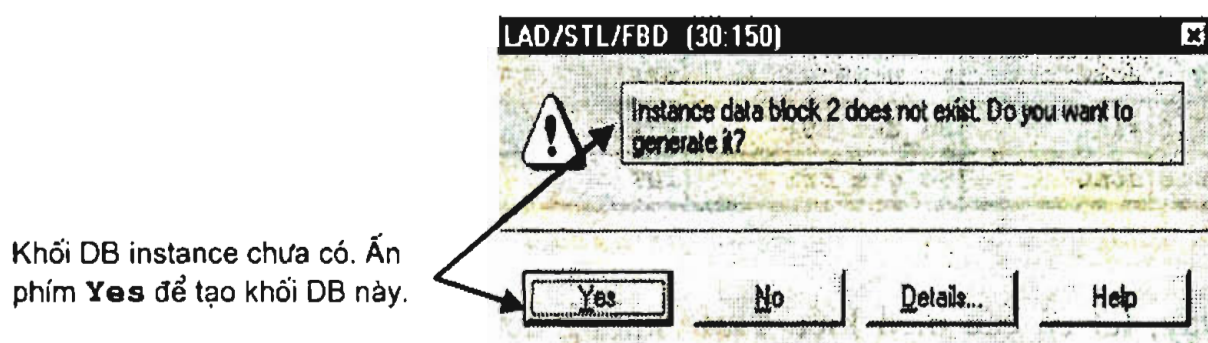 LAD/STL/FBD (30:150)
Instance data block 2 does not exist. Do you want to
generate it?
Khối DB instance chưa có. Ấn
phím Yes để tạo khối DB này.
Yes No Details... Help